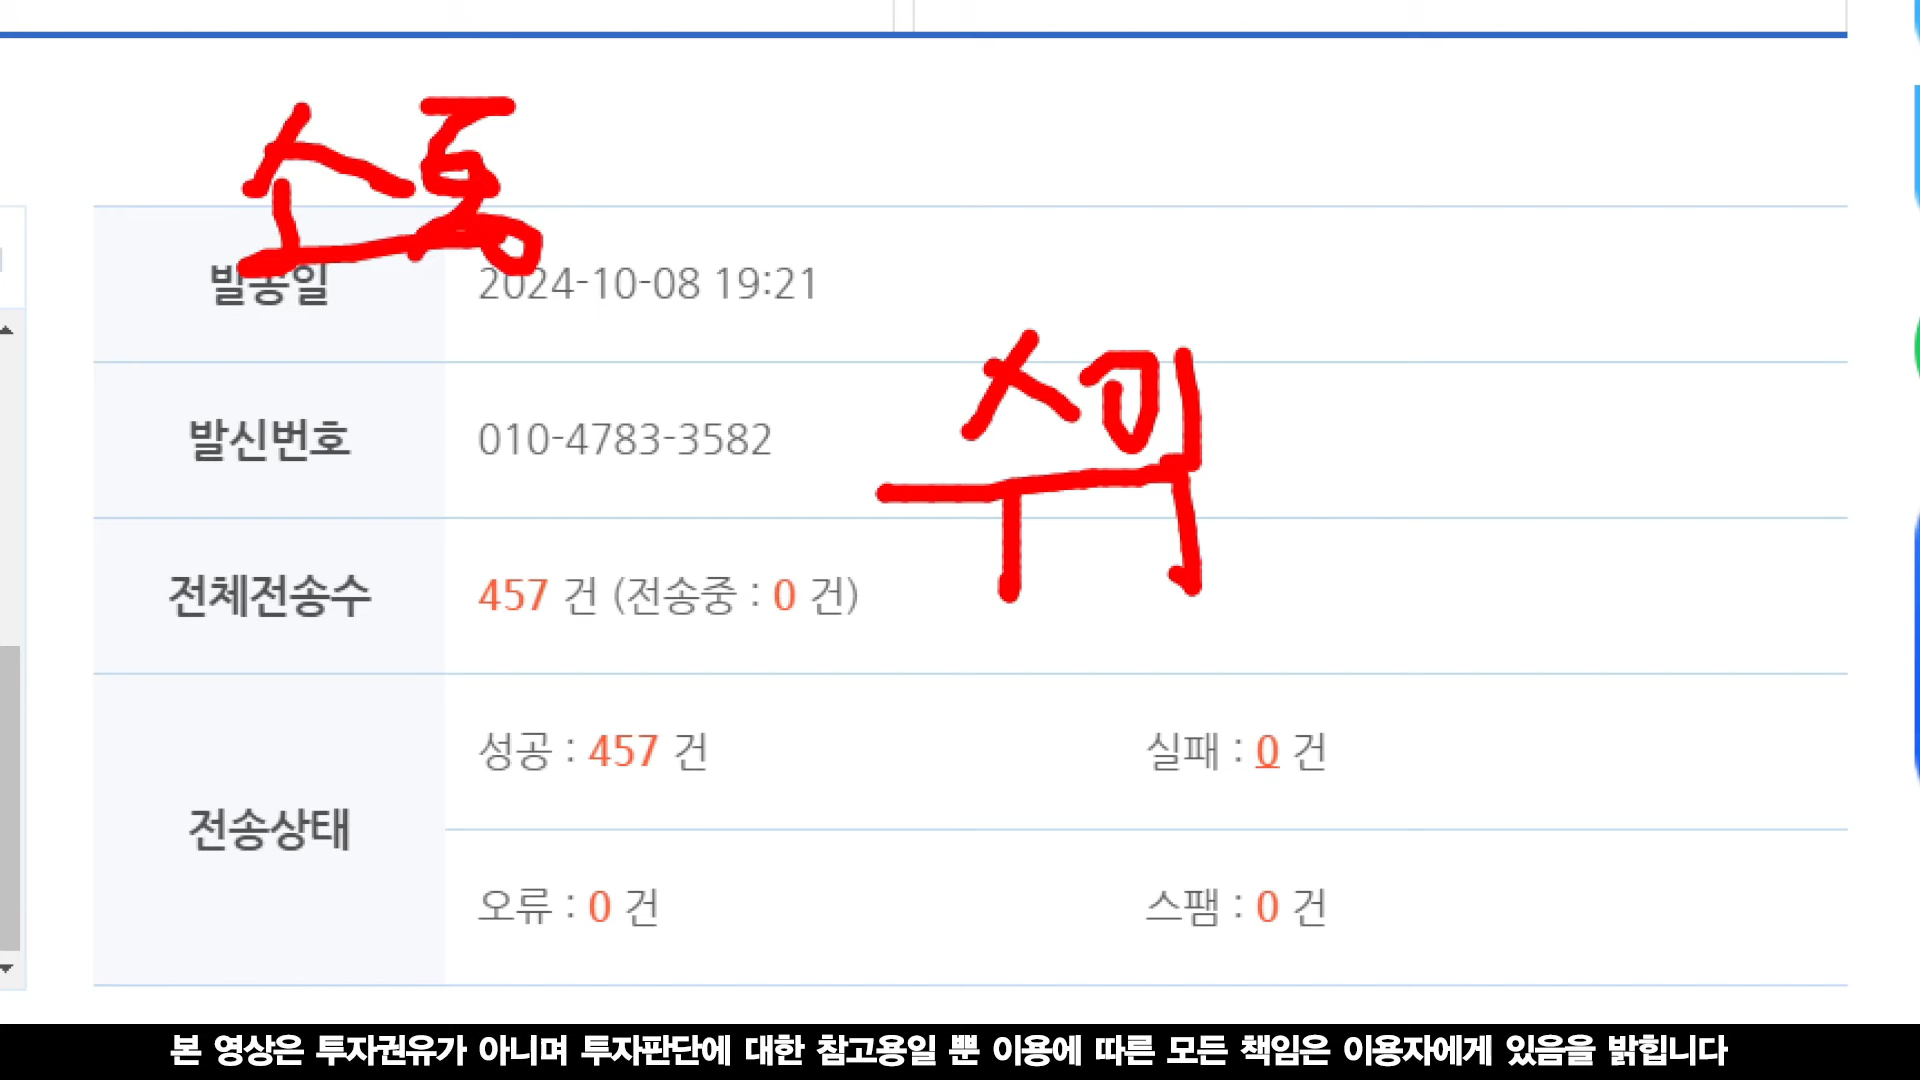 소통
발송일 2024-10-08 19:21
수익
발신번호 010-4783-3582
전체전송수 457 건 (전송중 : 0 건)
성공 : 457 건 실패 : 0 건
전송상태
오류 : 0 건 스팸 : 0 건
본 영상은 투자권유가 아니며 투자판단에 대한 참고용일 뿐 이용에 따른 모든 책임은 이용자에게 있음을 밝힙니다